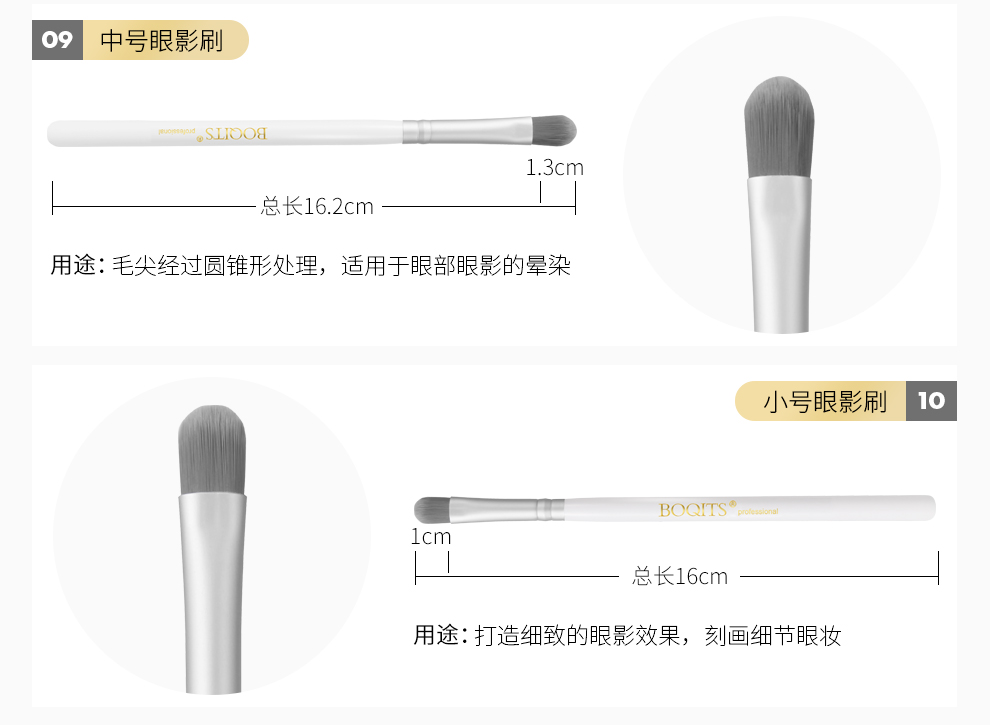 09 中号眼影刷
BOQITS professional
1.3cm
总长16.2cm
用途：毛尖经过圆锥形处理，适用于眼部眼影的晕染
小号眼影刷 10
BOQITS professional
1cm
总长16cm
用途：打造细致的眼影效果，刻画细节眼妆